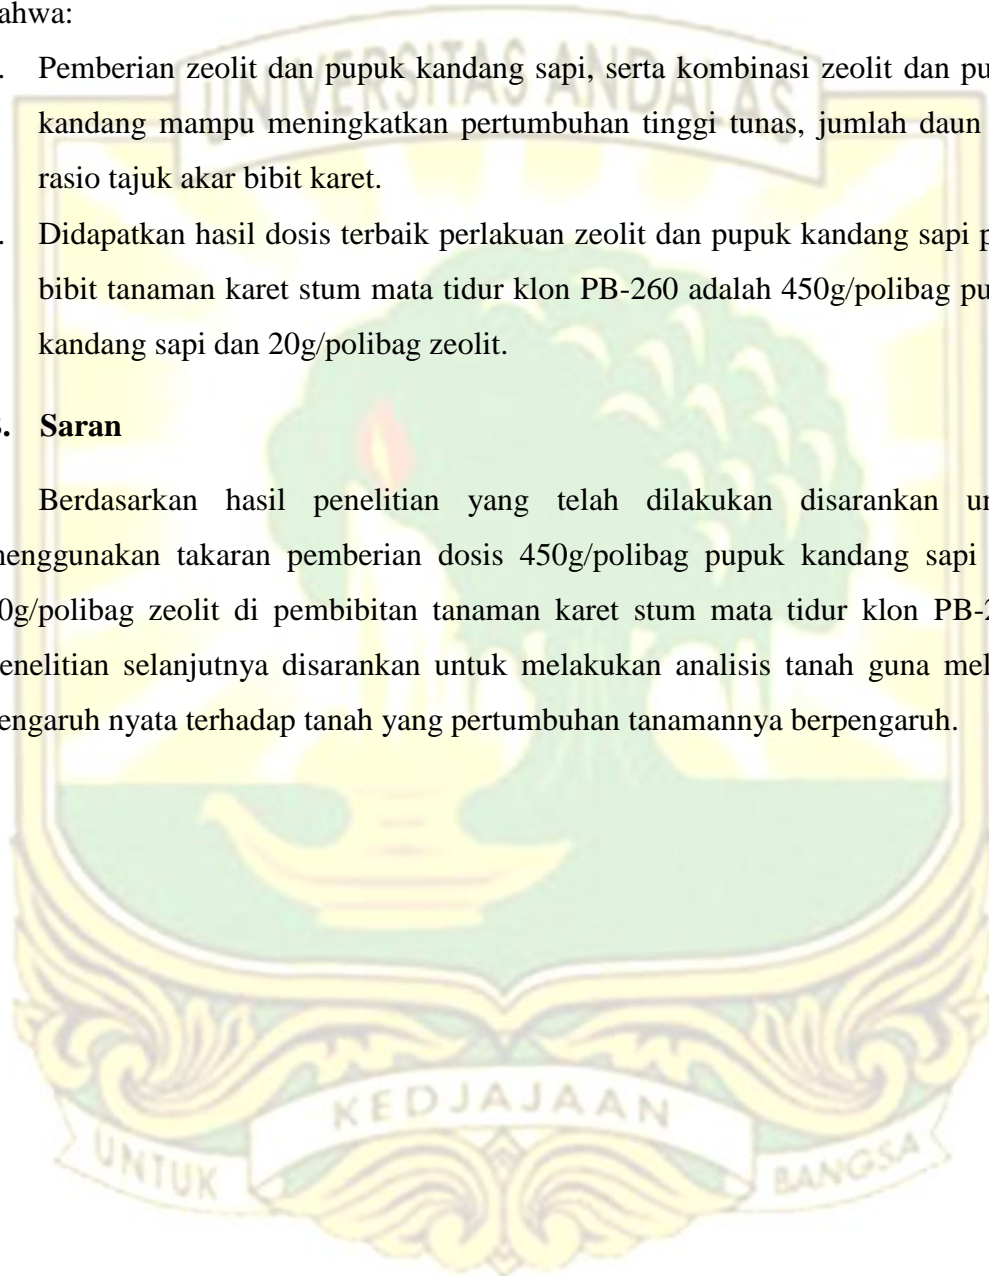 ahwa:
. Pemberian zeolit dan pupuk kandang sapi, serta kombinasi zeolit dan pu
kandang mampu meningkatkan pertumbuhan tinggi tunas, jumlah daun
rasio tajuk akar bibit karet.
. Didapatkan hasil dosis terbaik perlakuan zeolit dan pupuk kandang sapi p
bibit tanaman karet stum mata tidur klon PB-260 adalah 450g/polibag pu
kandang sapi dan 20g/polibag zeolit.
. Saran
Berdasarkan hasil penelitian yang telah dilakukan disarankan un
enggunakan takaran pemberian dosis 450g/polibag pupuk kandang sapi
0g/polibag zeolit di pembibitan tanaman karet stum mata tidur klon PB-2
enelitian selanjutnya disarankan untuk melakukan analisis tanah guna mel
engaruh nyata terhadap tanah yang pertumbuhan tanamannya berpengaruh.
UNIVERSITAS ANDALAS
UNTUK KEDJAJAAN BANGSA